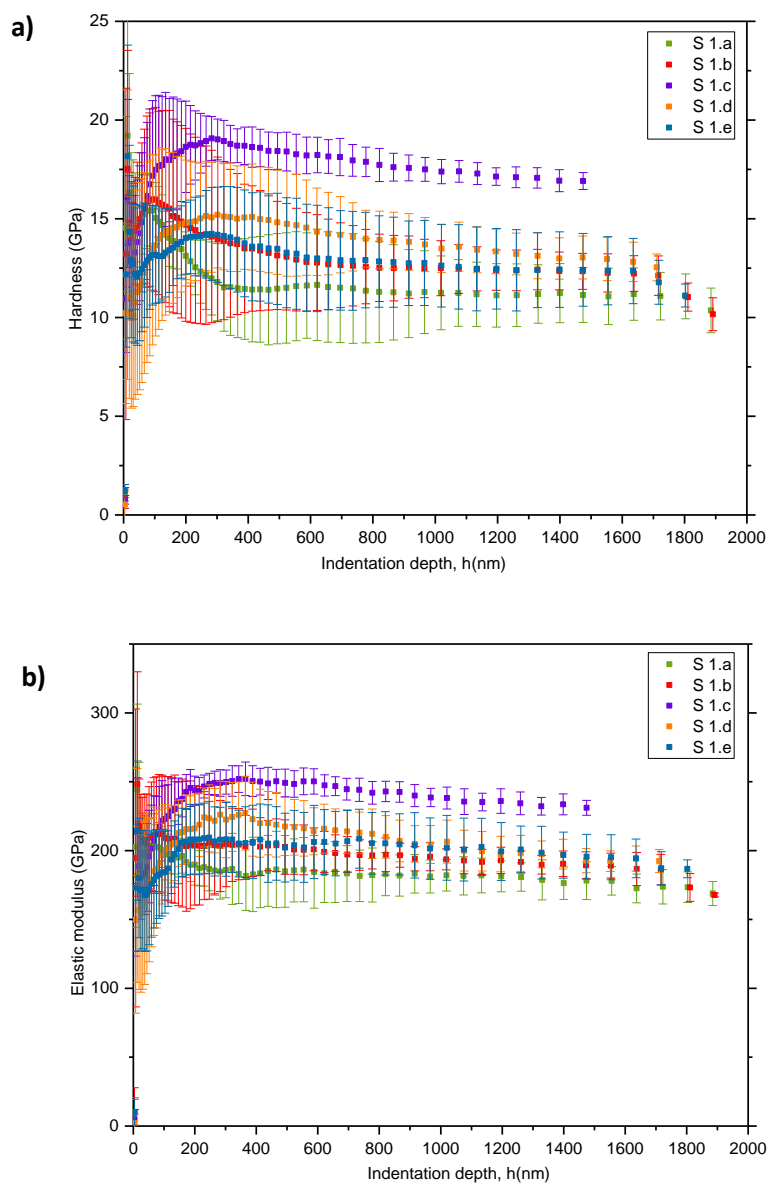 a)
25
20
15
10
5
0
Hardness (GPa)
S 1.a
S 1.b
S 1.c
S 1.d
S 1.e
0 200 400 600 800 1000 1200 1400 1600 1800 2000
Indentation depth, h(nm)
b)
300
200
100
0
Elastic modulus (GPa)
S 1.a
S 1.b
S 1.c
S 1.d
S 1.e
0 200 400 600 800 1000 1200 1400 1600 1800 2000
Indentation depth, h(nm)